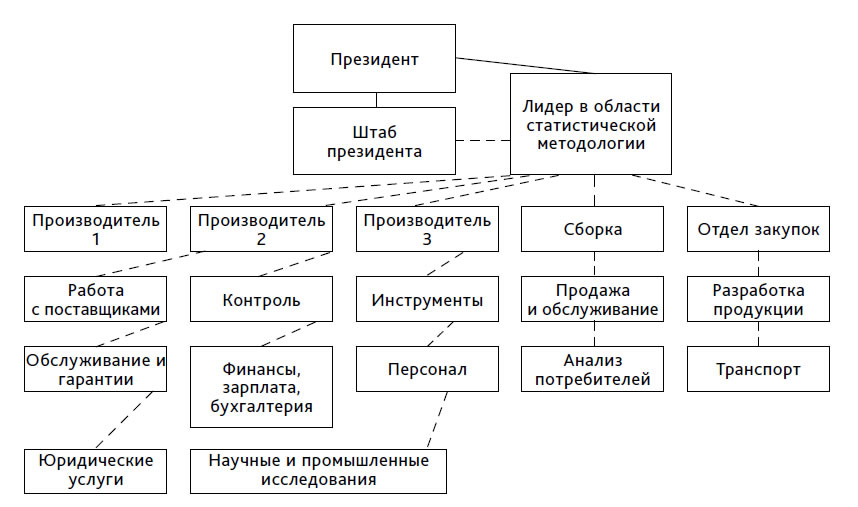 Президент
Лидер в области
статистической
методологии
Штаб
президента
Производитель
1
Производитель
2
Производитель
3
Сборка
Отдел закупок
Работа
с поставщиками
Контроль
Инструменты
Продажа
и обслуживание
Разработка
продукции
Обслуживание и
гарантии
Финансы,
зарплата,
бухгалтерия
Персонал
Анализ
потребителей
Транспорт
Юридические
услуги
Научные и промышленные
исследования